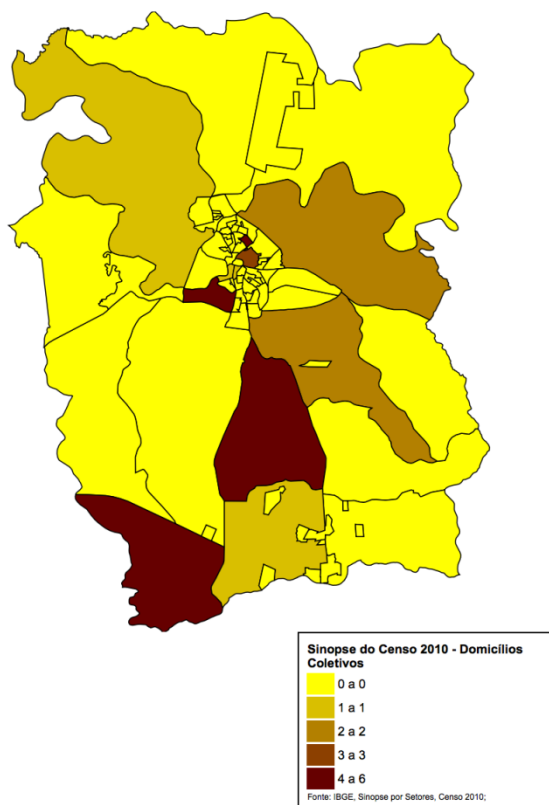 Sinopse do Censo 2010 - Domicílios
Coletivos
0 a 0
1 a 1
2 a 2
3 a 3
4 a 6
Fonte: IBGE, Sinopse por Setores, Censo 2010;